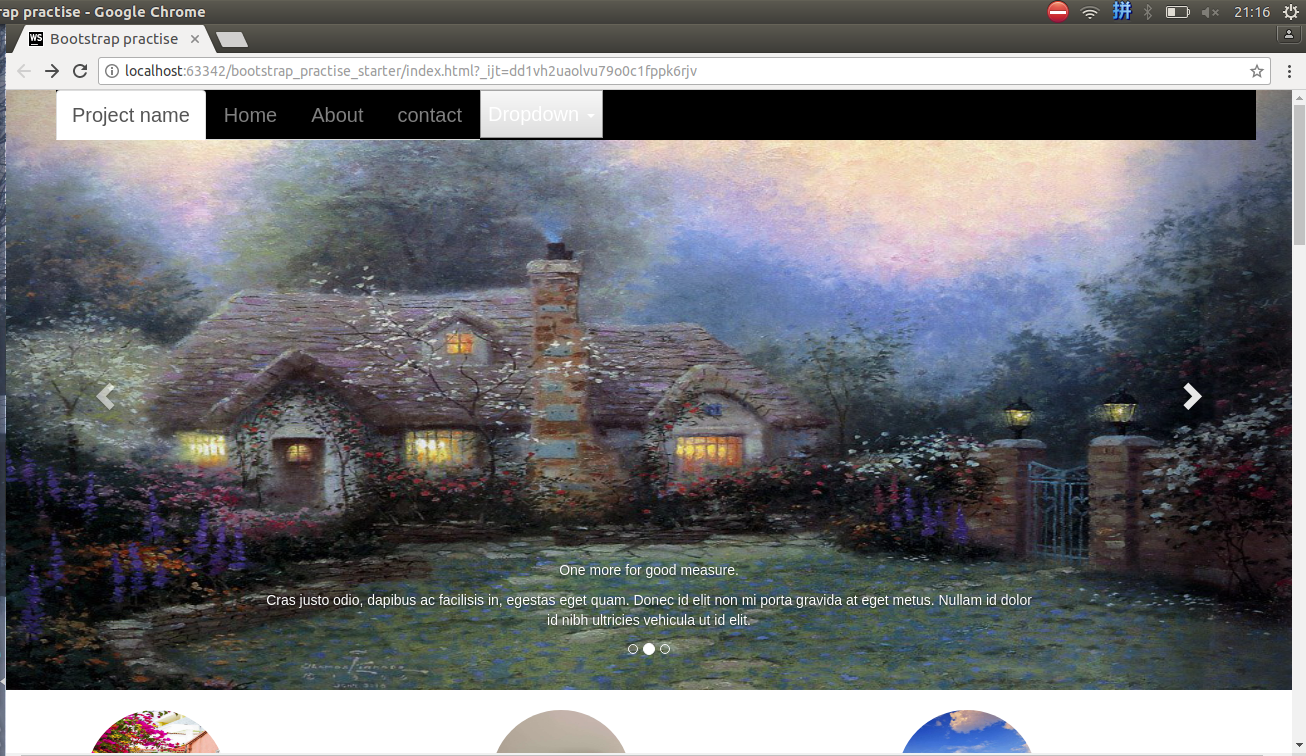 rap practise - Google Chrome
拼
21:16
WS
Bootstrap practise
localhost:63342/bootstrap_practise_starter/index.html?_ijt=dd1vh2uaolvu79o0c1fppk6rjv
Project name Home About contact Dropdown
One more for good measure.
Cras justo odio, dapibus ac facilisis in, egestas eget quam. Donec id elit non mi porta gravida at eget metus. Nullam id dolor
id nibh ultricies vehicula ut id elit.